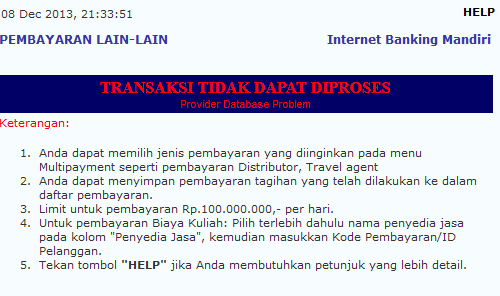 08 Dec 2013, 21:33:51 HELP
PEMBAYARAN LAIN-LAIN Internet Banking Mandiri
TRANSAKSI TIDAK DAPAT DIPROSES
Provider Database Problem
Keterangan:
1. Anda dapat memilih jenis pembayaran yang diinginkan pada menu
Multipayment seperti pembayaran Distributor, Travel agent
2. Anda dapat menyimpan pembayaran tagihan yang telah dilakukan ke dalam
daftar pembayaran.
3. Limit untuk pembayaran Rp.100.000.000,- per hari.
4. Untuk pembayaran Biaya Kuliah: Pilih terlebih dahulu nama penyedia jasa
pada kolom "Penyedia Jasa", kemudian masukkan Kode Pembayaran/ID
Pelanggan.
5. Tekan tombol "HELP" jika Anda membutuhkan petunjuk yang lebih detail.